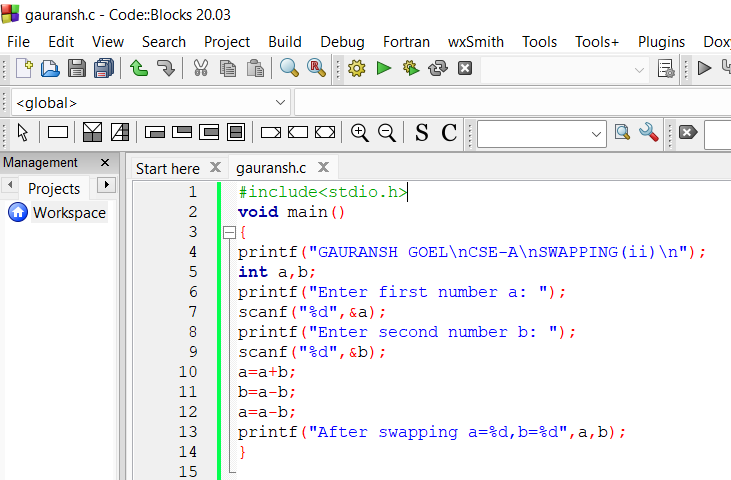 gauransh.c - Code::Blocks 20.03
File Edit View Search Project Build Debug Fortran wxSmith Tools Tools+ Plugins Doxy
<global>
S C
Management x
Projects
Workspace
Start here X gauransh.c X
1 #include<stdio.h>
2 void main()
3 {
4 printf("GAURANSH GOEL\nCSE-A\nSWAPPING(ii)\n");
5 int a,b;
6 printf("Enter first number a: ");
7 scanf("%d",&a);
8 printf("Enter second number b: ");
9 scanf("%d",&b);
10 a=a+b;
11 b=a-b;
12 a=a-b;
13 printf("After swapping a=%d,b=%d",a,b);
14 }
15